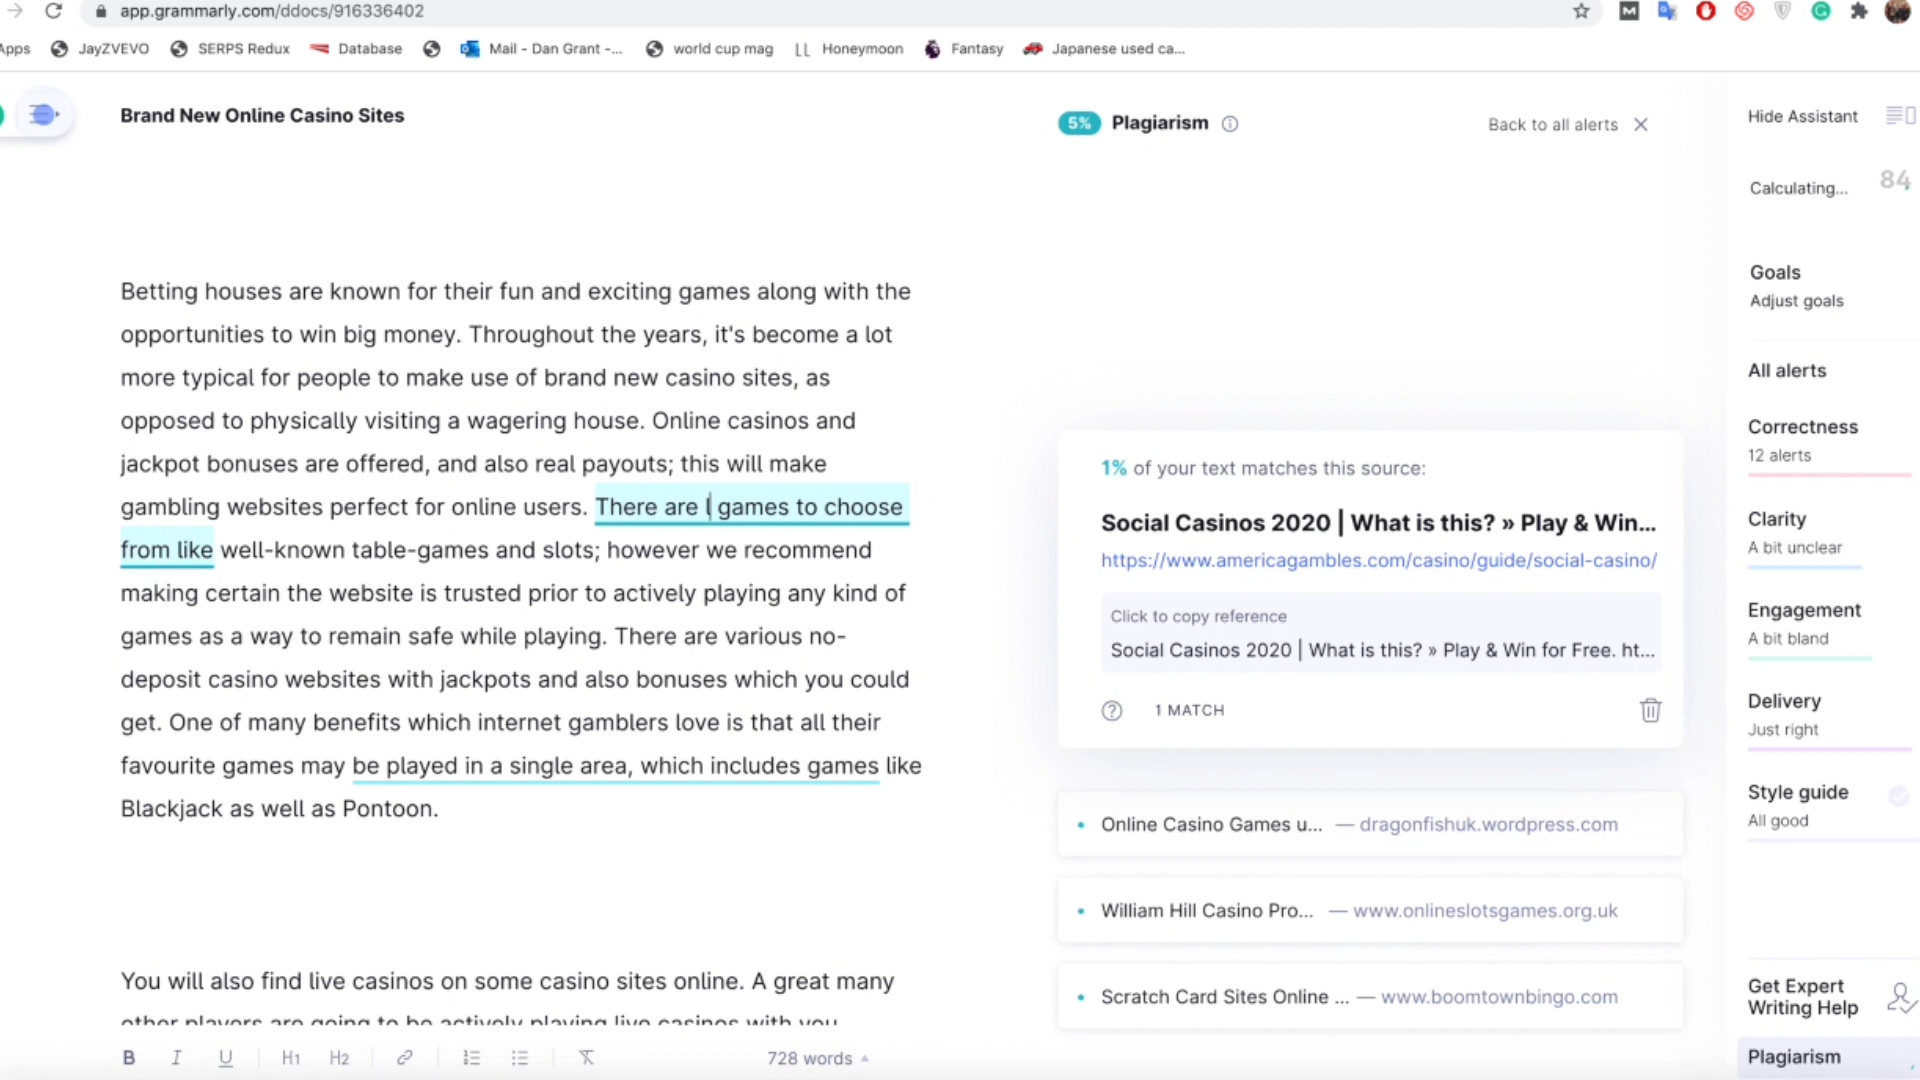 app.grammarly.com/ddocs/916336402
Apps JayZVEVO SERPS Redux Database Mail - Dan Grant -... world cup mag Honeymoon Fantasy Japanese used ca...
Brand New Online Casino Sites
5% Plagiarism
Back to all alerts
Hide Assistant
Calculating... 84
Goals
Adjust goals
All alerts
Correctness
12 alerts
Clarity
A bit unclear
Engagement
A bit bland
Delivery
Just right
Style guide
All good
Get Expert
Writing Help
Plagiarism
Betting houses are known for their fun and exciting games along with the
opportunities to win big money. Throughout the years, it's become a lot
more typical for people to make use of brand new casino sites, as
opposed to physically visiting a wagering house. Online casinos and
jackpot bonuses are offered, and also real payouts; this will make
gambling websites perfect for online users. There are l games to choose
from like well-known table-games and slots; however we recommend
making certain the website is trusted prior to actively playing any kind of
games as a way to remain safe while playing. There are various no-
deposit casino websites with jackpots and also bonuses which you could
get. One of many benefits which internet gamblers love is that all their
favourite games may be played in a single area, which includes games like
Blackjack as well as Pontoon.
You will also find live casinos on some casino sites online. A great many
other players are going to be actively playing live casinos with you
B I U H1 H2
728 words
1% of your text matches this source:
Social Casinos 2020 | What is this? » Play & Win...
https://www.americagambles.com/casino/guide/social-casino/
Click to copy reference
Social Casinos 2020 | What is this? » Play & Win for Free. ht...
1 MATCH
Online Casino Games u... — dragonfishuk.wordpress.com
William Hill Casino Pro... — www.onlineslotsgames.org.uk
Scratch Card Sites Online ... — www.boomtownbingo.com